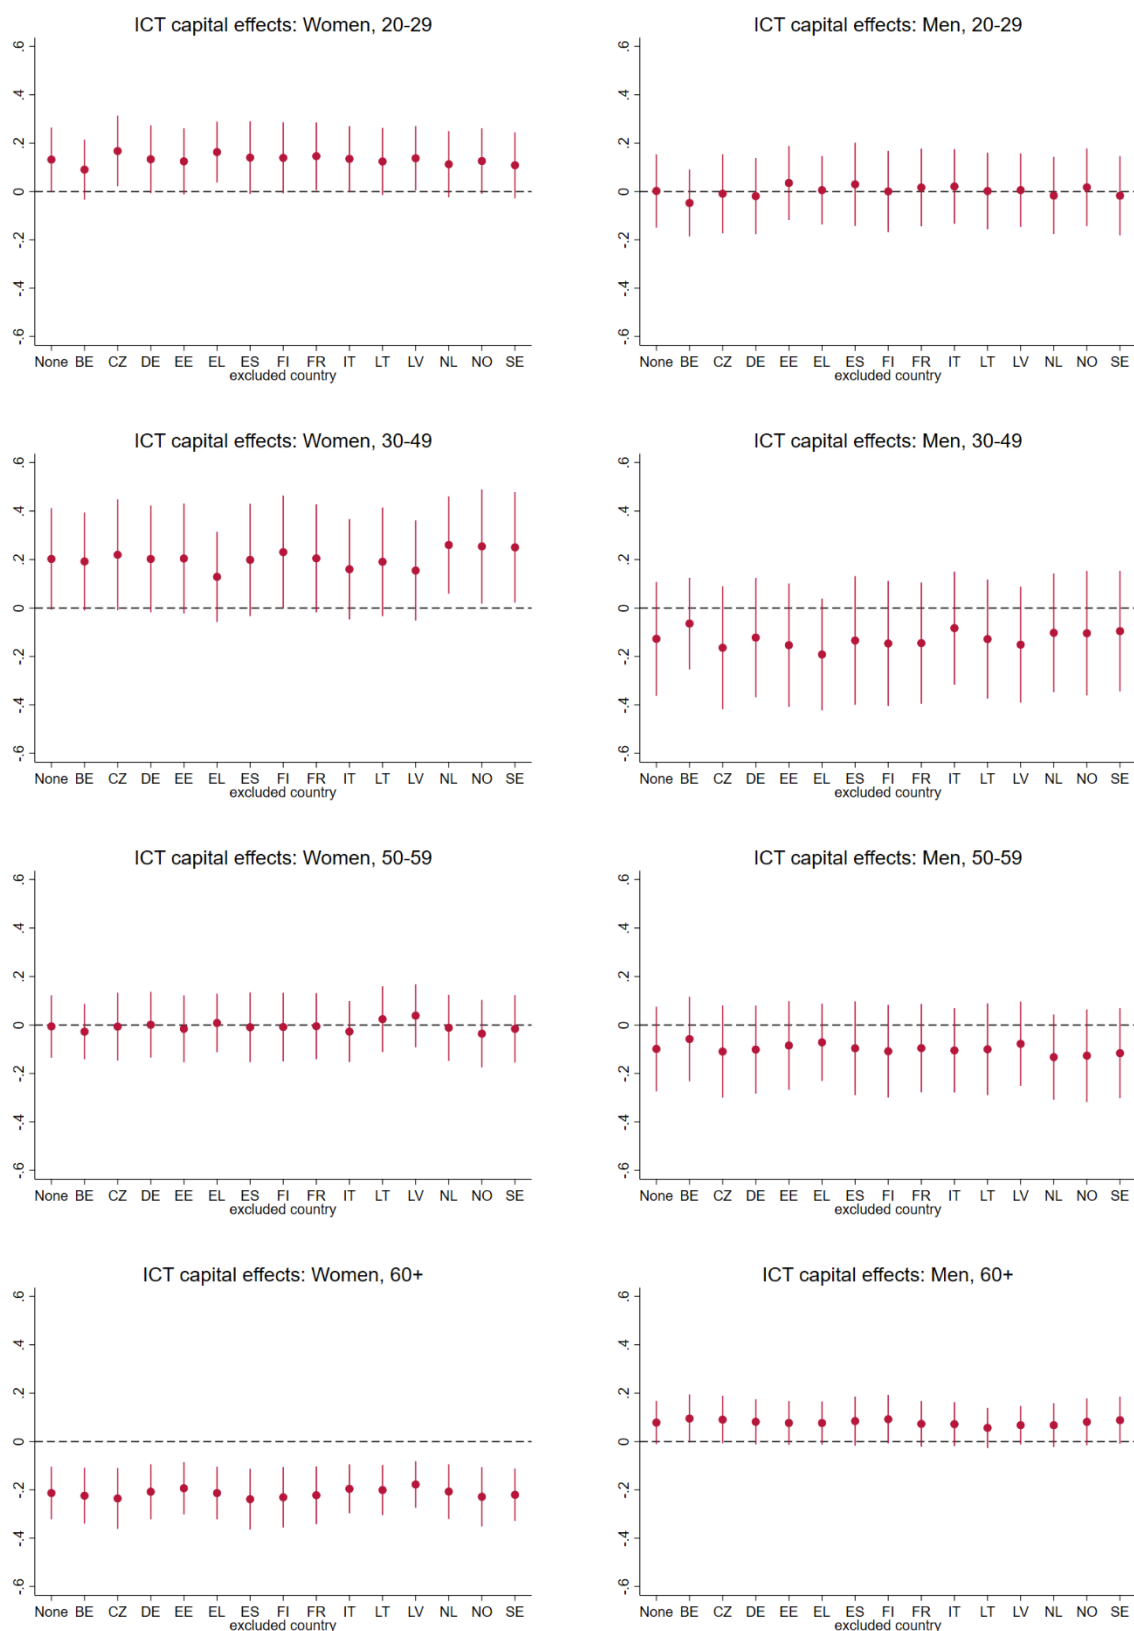 ICT capital effects: Women, 20-29
.6
.4
.2
0
-.2
-.4
-.6
None BE CZ DE EE EL ES FI FR IT LT LV NL NO SE
excluded country
ICT capital effects: Men, 20-29
.6
.4
.2
0
-.2
-.4
-.6
None BE CZ DE EE EL ES FI FR IT LT LV NL NO SE
excluded country
ICT capital effects: Women, 30-49
.6
.4
.2
0
-.2
-.4
-.6
None BE CZ DE EE EL ES FI FR IT LT LV NL NO SE
excluded country
ICT capital effects: Men, 30-49
.6
.4
.2
0
-.2
-.4
-.6
None BE CZ DE EE EL ES FI FR IT LT LV NL NO SE
excluded country
ICT capital effects: Women, 50-59
.6
.4
.2
0
-.2
-.4
-.6
None BE CZ DE EE EL ES FI FR IT LT LV NL NO SE
excluded country
ICT capital effects: Men, 50-59
.6
.4
.2
0
-.2
-.4
-.6
None BE CZ DE EE EL ES FI FR IT LT LV NL NO SE
excluded country
ICT capital effects: Women, 60+
.6
.4
.2
0
-.2
-.4
-.6
None BE CZ DE EE EL ES FI FR IT LT LV NL NO SE
excluded country
ICT capital effects: Men, 60+
.6
.4
.2
0
-.2
-.4
-.6
None BE CZ DE EE EL ES FI FR IT LT LV NL NO SE
excluded country